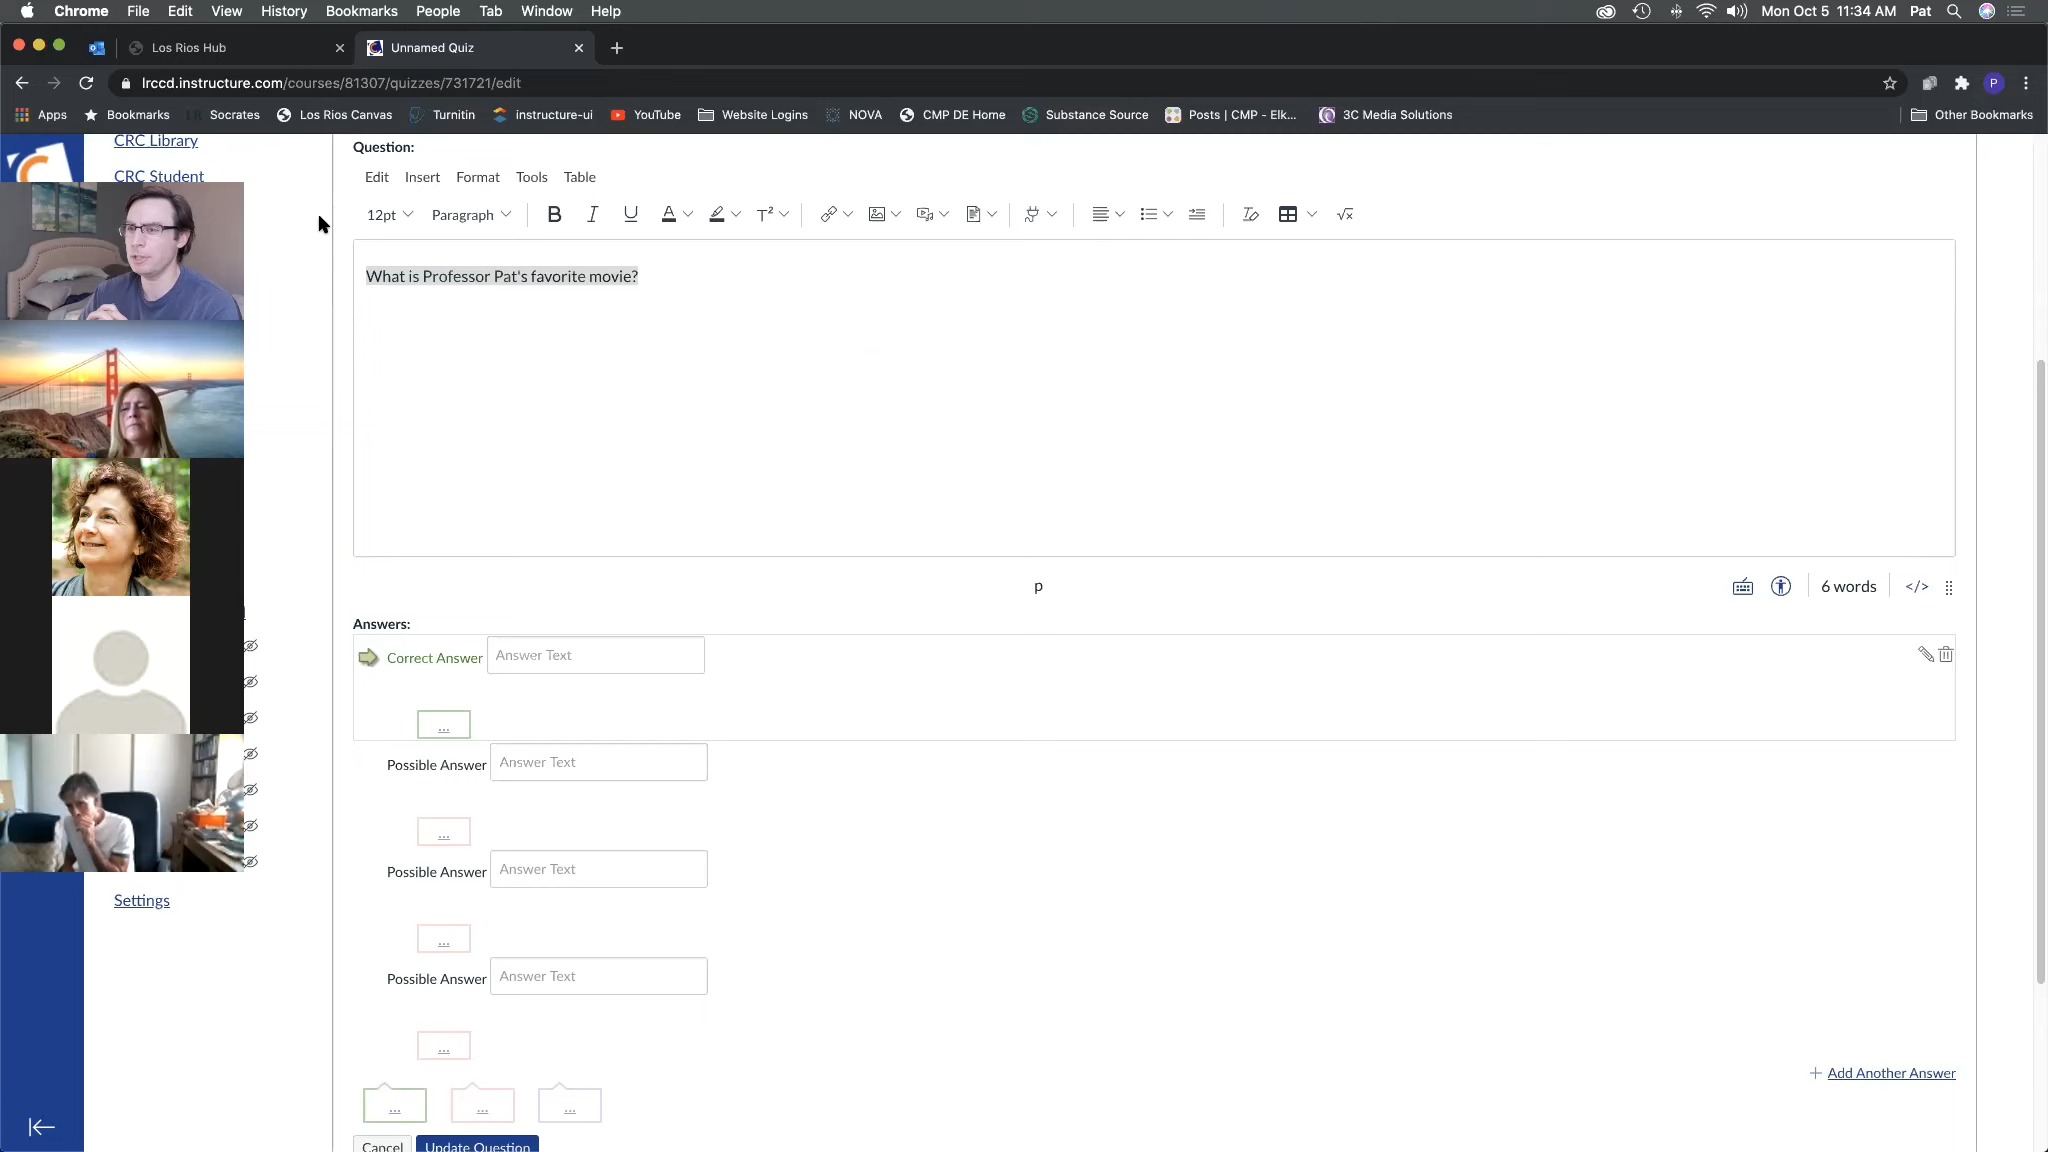 Chrome File Edit View History Bookmarks People Tab Window Help Mon Oct 5 11:34 AM Pat
Los Rios Hub Unnamed Quiz
lrccd.instructure.com/courses/81307/quizzes/731721/edit P
Apps Bookmarks LR Socrates Los Rios Canvas Turnitin instructure-ui YouTube Website Logins NOVA CMP DE Home Substance Source Posts | CMP - Elk... 3C Media Solutions Other Bookmarks
CRC Library
CRC Student
Settings
Question:
Edit Insert Format Tools Table
12pt Paragraph B I U A T² √x
What is Professor Pat's favorite movie?
p 6 words </>
Answers:
Correct Answer Answer Text
...
Possible Answer Answer Text
...
Possible Answer Answer Text
...
Possible Answer Answer Text
...
+ Add Another Answer
... ... ...
Cancel Update Question